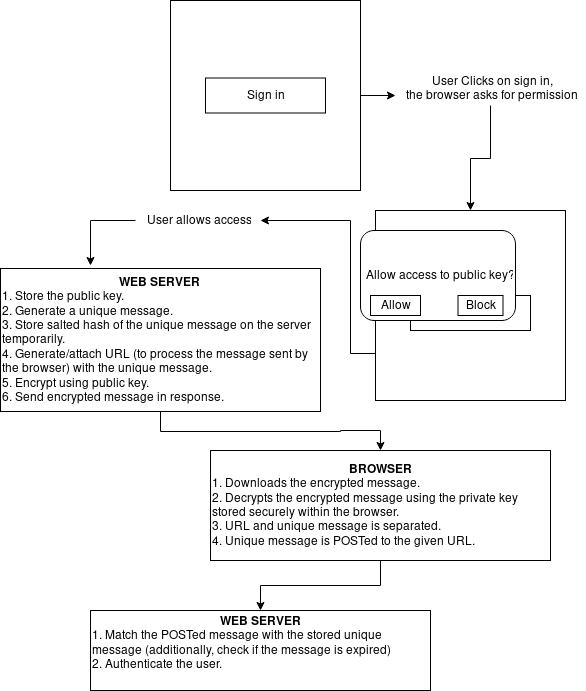 Sign in
User Clicks on sign in,
the browser asks for permission
User allows access
Allow access to public key?
Allow
Block
WEB SERVER
1. Store the public key.
2. Generate a unique message.
3. Store salted hash of the unique message on the server
temporarily.
4. Generate/attach URL (to process the message sent by
the browser) with the unique message.
5. Encrypt using public key.
6. Send encrypted message in response.
BROWSER
1. Downloads the encrypted message.
2. Decrypts the encrypted message using the private key
stored securely within the browser.
3. URL and unique message is separated.
4. Unique message is POSTed to the given URL.
WEB SERVER
1. Match the POSTed message with the stored unique
message (additionally, check if the message is expired)
2. Authenticate the user.